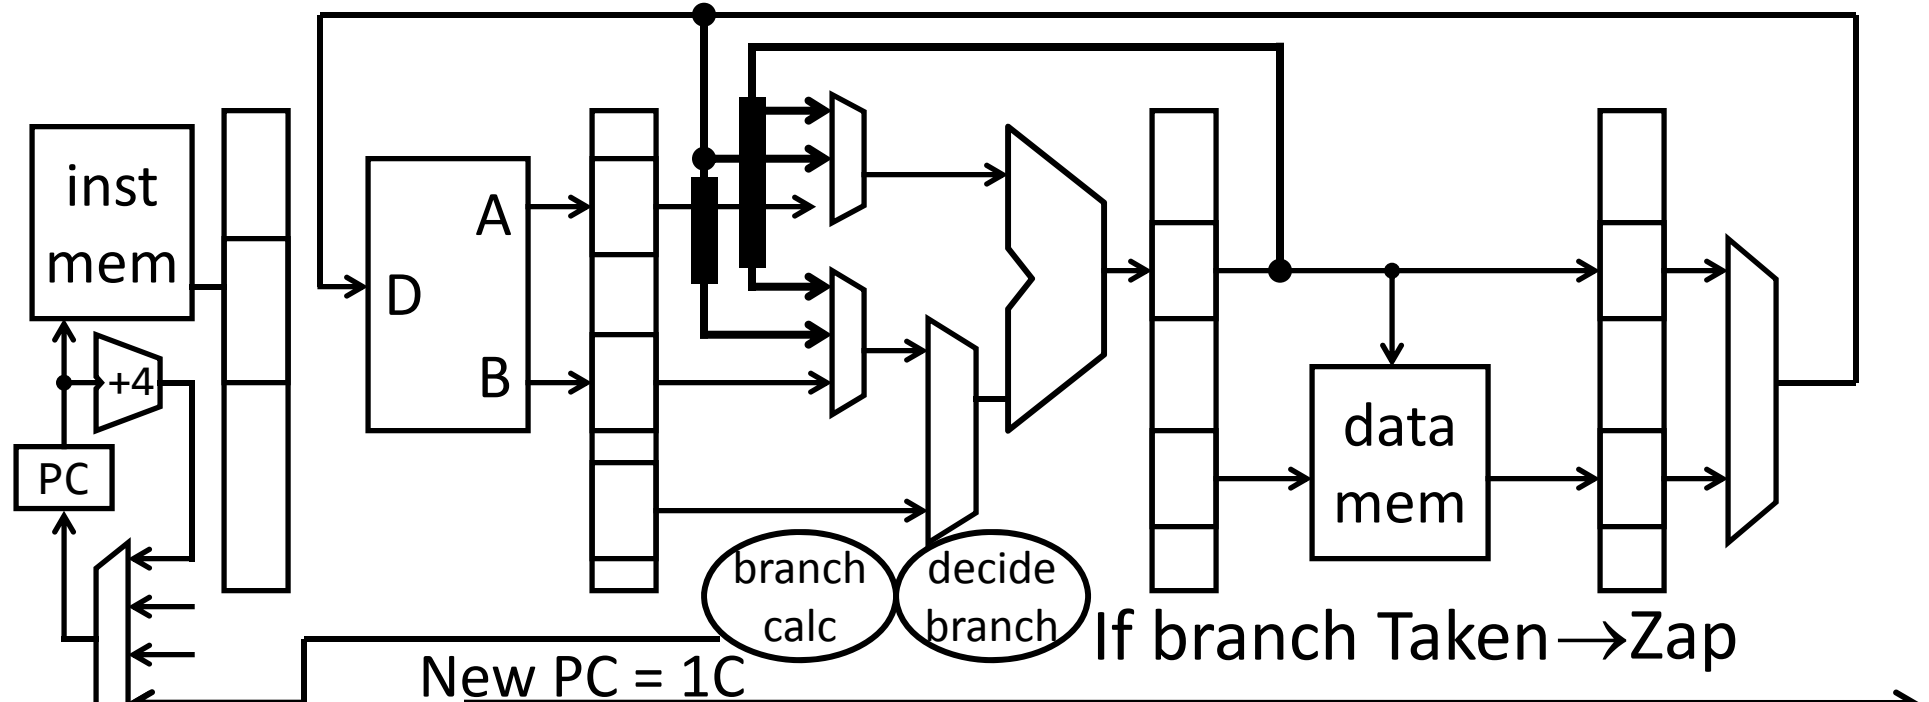 inst
mem
+4
PC
A
D
B
data
mem
branch
calc
decide
branch
If branch Taken →Zap
New PC = 1C